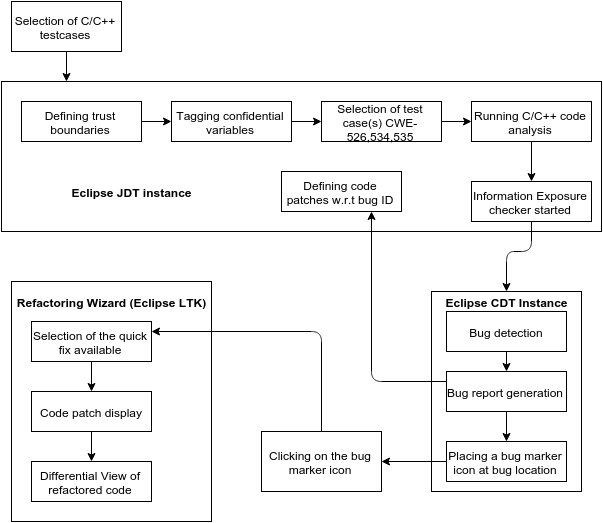 Selection of C/C++
testcases
Defining trust
boundaries
Tagging confidential
variables
Selection of test
case(s) CWE-
526,534,535
Running C/C++ code
analysis
Eclipse JDT instance
Defining code
patches w.r.t bug ID
Information Exposure
checker started
Refactoring Wizard (Eclipse LTK)
Selection of the quick
fix available
Code patch display
Differential View of
refactored code
Clicking on the bug
marker icon
Eclipse CDT Instance
Bug detection
Bug report generation
Placing a bug marker
icon at bug location